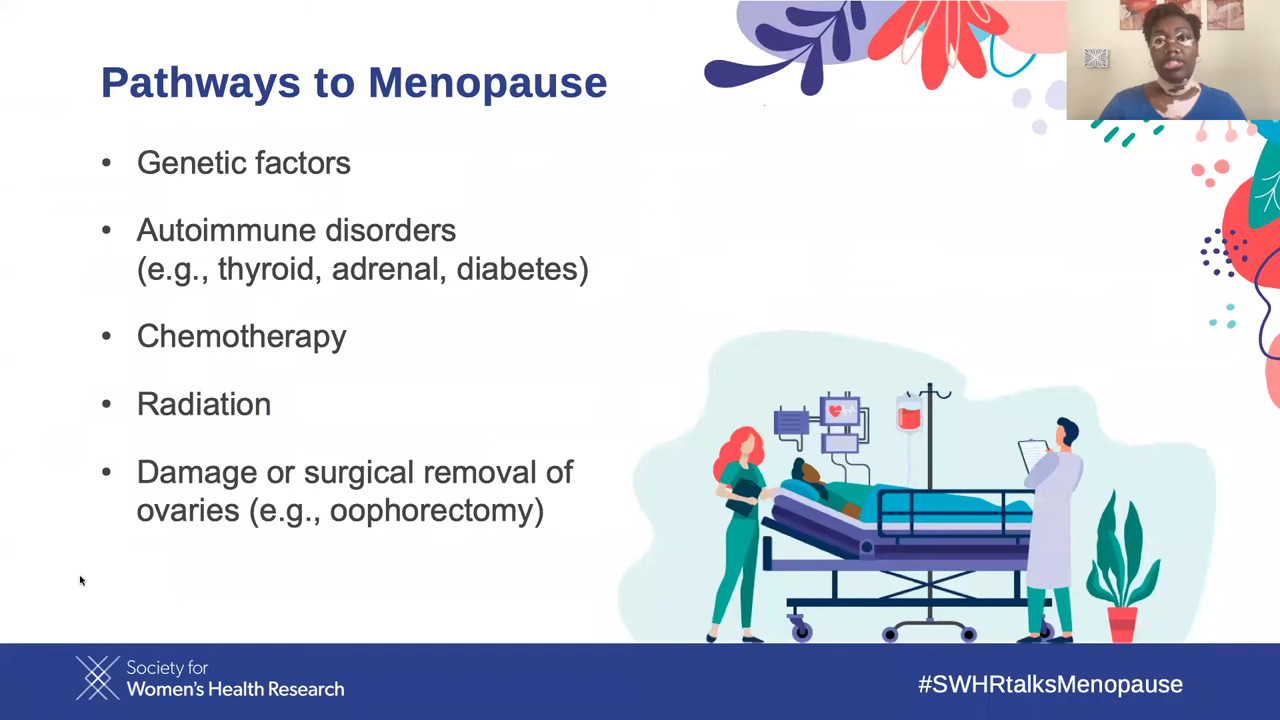 Pathways to Menopause
• Genetic factors
• Autoimmune disorders
(e.g., thyroid, adrenal, diabetes)
• Chemotherapy
• Radiation
• Damage or surgical removal of
ovaries (e.g., oophorectomy)
Society for
Women's Health Research
#SWHRtalksMenopause